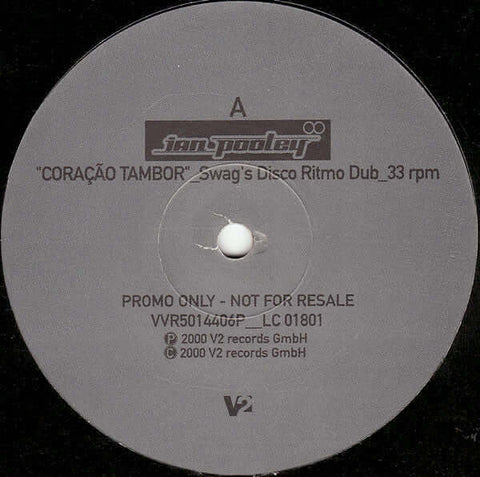 A
ian pooley
"CORAÇÃO TAMBOR"_Swag's Disco Ritmo Dub_33 rpm
PROMO ONLY - NOT FOR RESALE
VVR5014406P__LC 01801
Ⓟ 2000 V2 records GmbH
© 2000 V2 records GmbH
V2